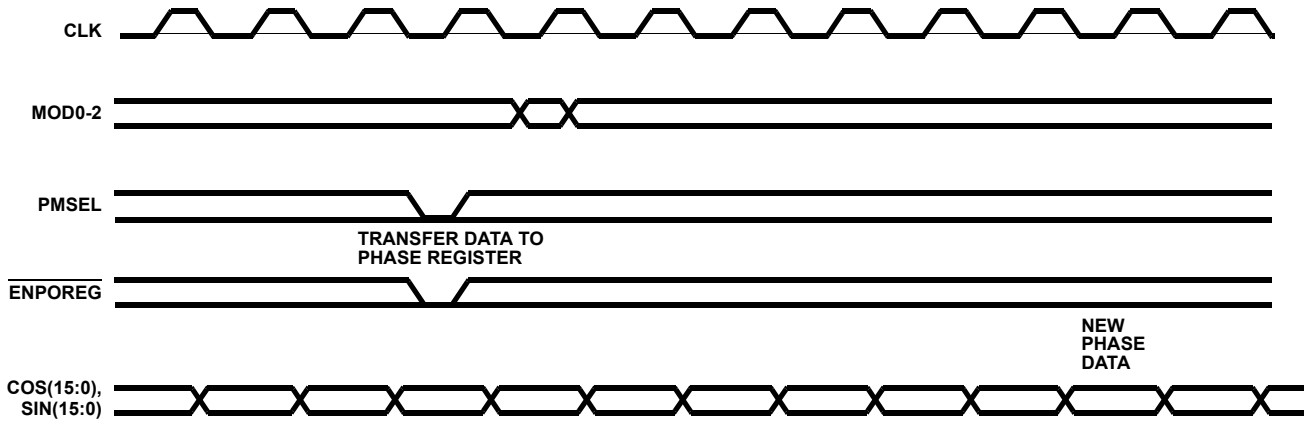 CLK
MOD0-2
PMSEL
TRANSFER DATA TO
PHASE REGISTER
ENPOREG
NEW
PHASE
DATA
COS(15:0),
SIN(15:0)